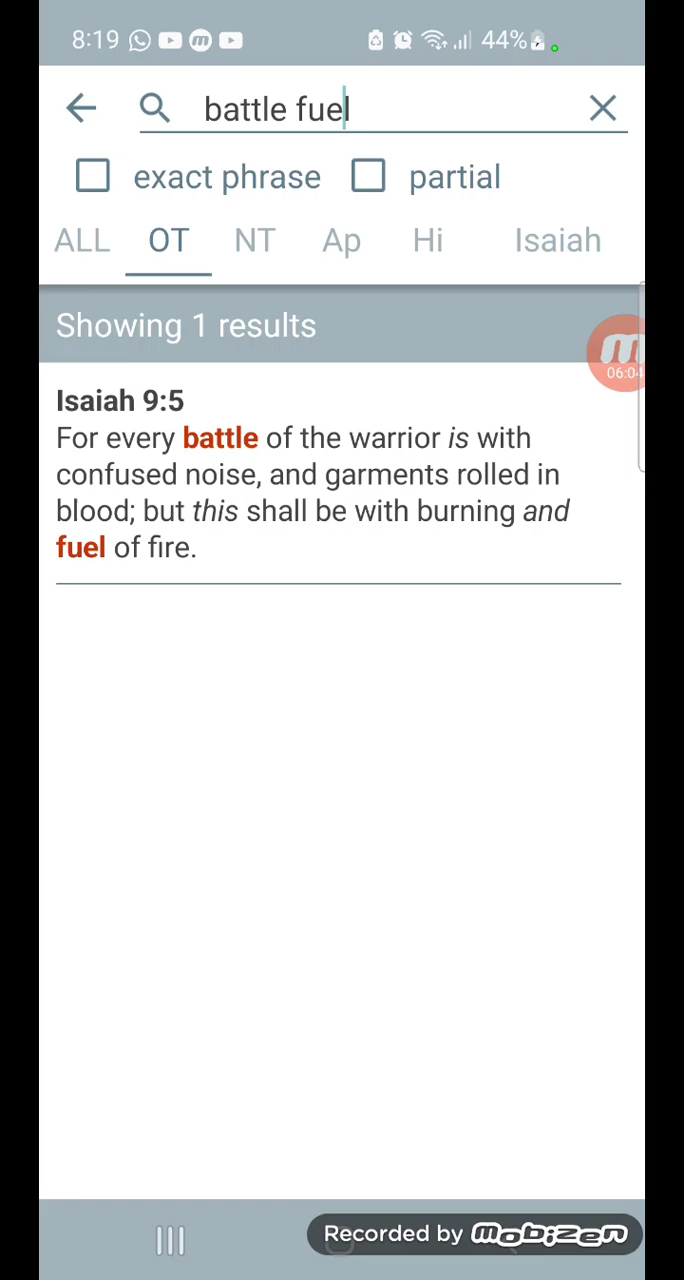 8:19 44%
battle fuel
exact phrase partial
ALL OT NT Ap Hi Isaiah
Showing 1 results
06:04
Isaiah 9:5
For every battle of the warrior is with
confused noise, and garments rolled in
blood; but this shall be with burning and
fuel of fire.
Recorded by mobizen